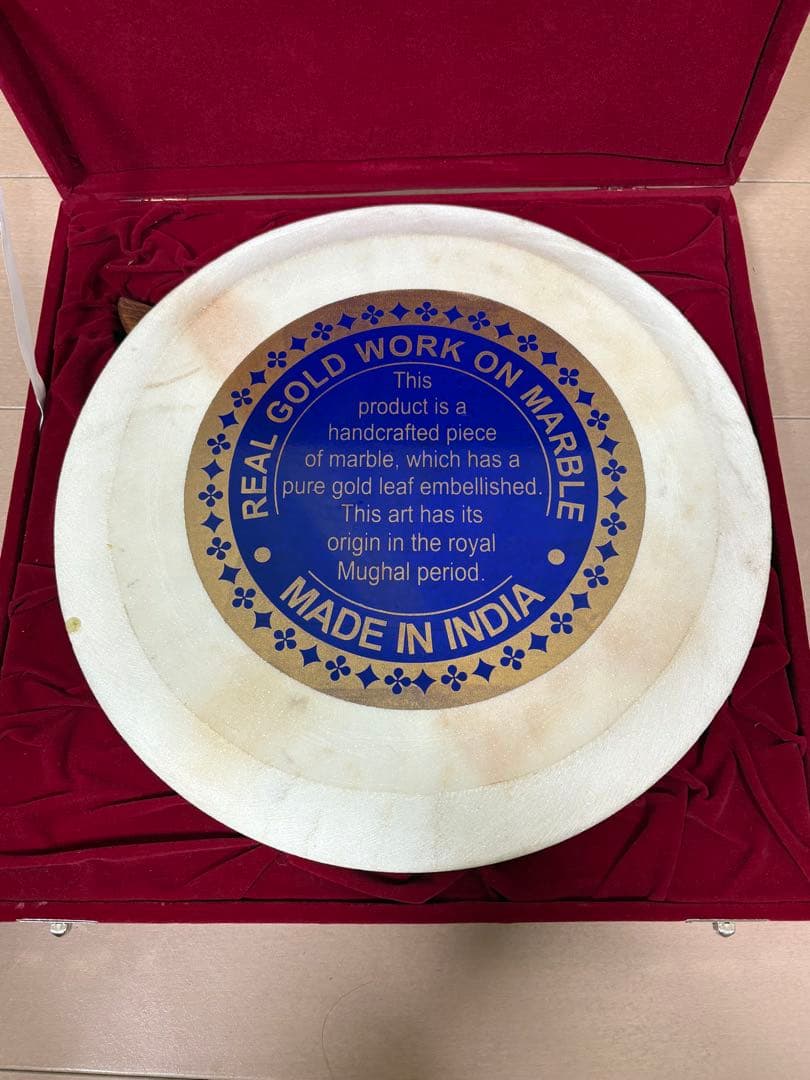 REAL GOLD WORK ON MARBLE
This
product is a
handcrafted piece
of marble, which has a
pure gold leaf embellished.
This art has its
origin in the royal
Mughal period.
MADE IN INDIA